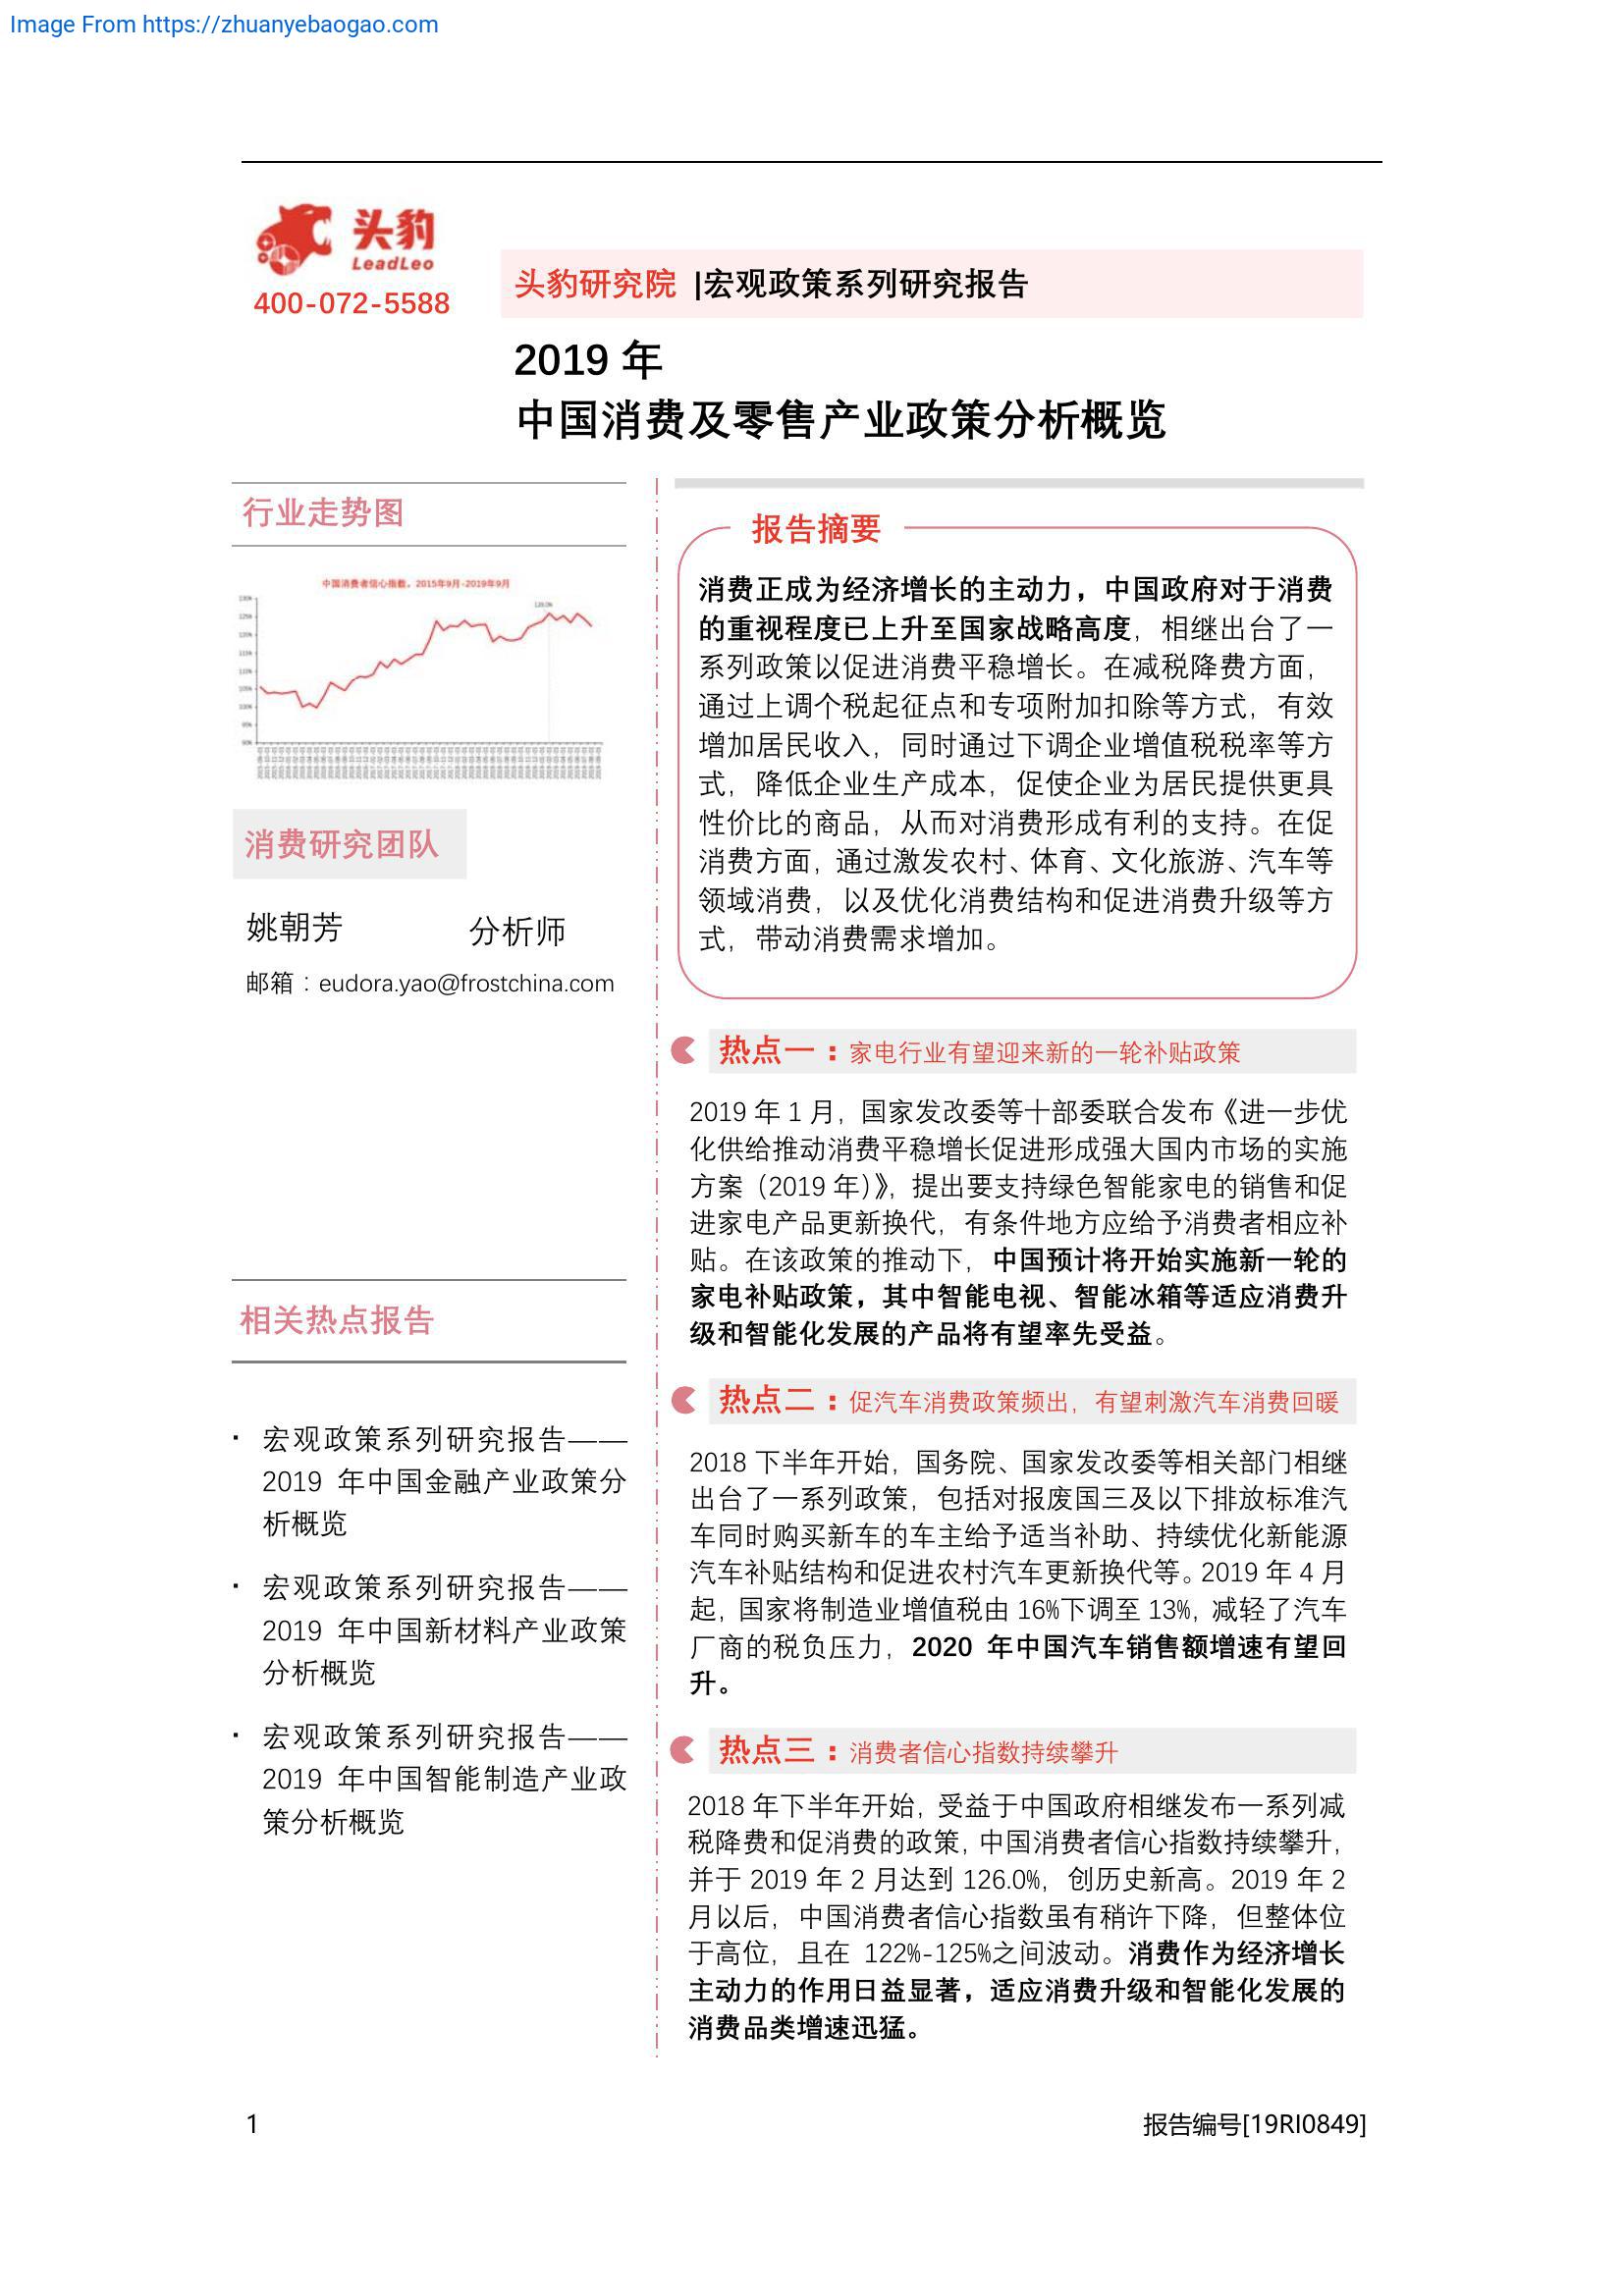 Image From https://zhuanyebaogao.com
头豹
LeadLeo
400-072-5588
头豹研究院 |宏观政策系列研究报告
2019 年
中国消费及零售产业政策分析概览
行业走势图
中国消费者信心指数，2015年9月-2019年9月
消费研究团队
姚朝芳 分析师
邮箱：eudora.yao@frostchina.com
相关热点报告
· 宏观政策系列研究报告——
2019 年中国金融产业政策分
析概览
· 宏观政策系列研究报告——
2019 年中国新材料产业政策
分析概览
· 宏观政策系列研究报告——
2019 年中国智能制造产业政
策分析概览
报告摘要
消费正成为经济增长的主动力，中国政府对于消费
的重视程度已上升至国家战略高度，相继出台了一
系列政策以促进消费平稳增长。在减税降费方面，
通过上调个税起征点和专项附加扣除等方式，有效
增加居民收入，同时通过下调企业增值税税率等方
式，降低企业生产成本，促使企业为居民提供更具
性价比的商品，从而对消费形成有利的支持。在促
消费方面，通过激发农村、体育、文化旅游、汽车等
领域消费，以及优化消费结构和促进消费升级等方
式，带动消费需求增加。
热点一：家电行业有望迎来新的一轮补贴政策
2019 年 1 月，国家发改委等十部委联合发布《进一步优
化供给推动消费平稳增长促进形成强大国内市场的实施
方案（2019 年）》，提出要支持绿色智能家电的销售和促
进家电产品更新换代，有条件地方应给予消费者相应补
贴。在该政策的推动下，中国预计将开始实施新一轮的
家电补贴政策，其中智能电视、智能冰箱等适应消费升
级和智能化发展的产品将有望率先受益。
热点二：促汽车消费政策频出，有望刺激汽车消费回暖
2018 下半年开始，国务院、国家发改委等相关部门相继
出台了一系列政策，包括对报废国三及以下排放标准汽
车同时购买新车的车主给予适当补助、持续优化新能源
汽车补贴结构和促进农村汽车更新换代等。2019 年 4 月
起，国家将制造业增值税由 16%下调至 13%，减轻了汽车
厂商的税负压力，2020 年中国汽车销售额增速有望回
升。
热点三：消费者信心指数持续攀升
2018 年下半年开始，受益于中国政府相继发布一系列减
税降费和促消费的政策，中国消费者信心指数持续攀升，
并于 2019 年 2 月达到 126.0%，创历史新高。2019 年 2
月以后，中国消费者信心指数虽有稍许下降，但整体位
于高位，且在 122%-125%之间波动。消费作为经济增长
主动力的作用日益显著，适应消费升级和智能化发展的
消费品类增速迅猛。
1
报告编号[19RI0849]